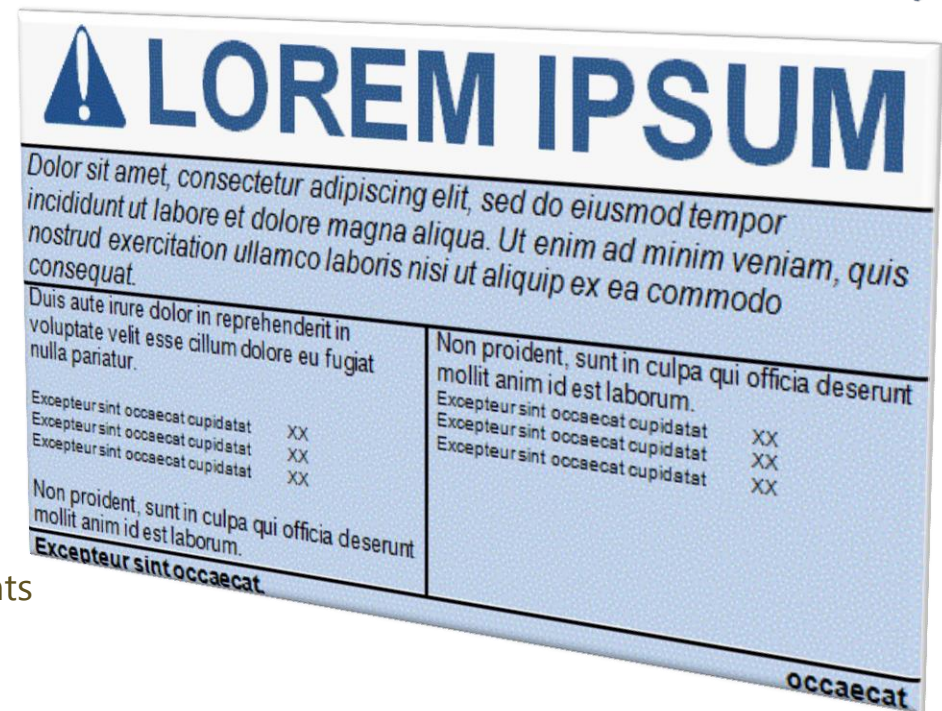 LOREM IPSUM
Dolor sit amet, consectetur adipiscing elit, sed do eiusmod tempor
incididunt ut labore et dolore magna aliqua. Ut enim ad minim veniam, quis
nostrud exercitation ullamco laboris nisi ut aliquip ex ea commodo
consequat.
Duis aute irure dolor in reprehenderit in
voluptate velit esse cillum dolore eu fugiat
nulla pariatur.
Excepteur sint occaecat cupidatat XX
Excepteur sint occaecat cupidatat XX
Excepteur sint occaecat cupidatat XX
Non proident, sunt in culpa qui officia deserunt
mollit anim id est laborum.
Non proident, sunt in culpa qui officia deserunt
mollit anim id est laborum.
Excepteur sint occaecat cupidatat XX
Excepteur sint occaecat cupidatat XX
Excepteur sint occaecat cupidatat XX
Excepteur sint occaecat.
occaecat